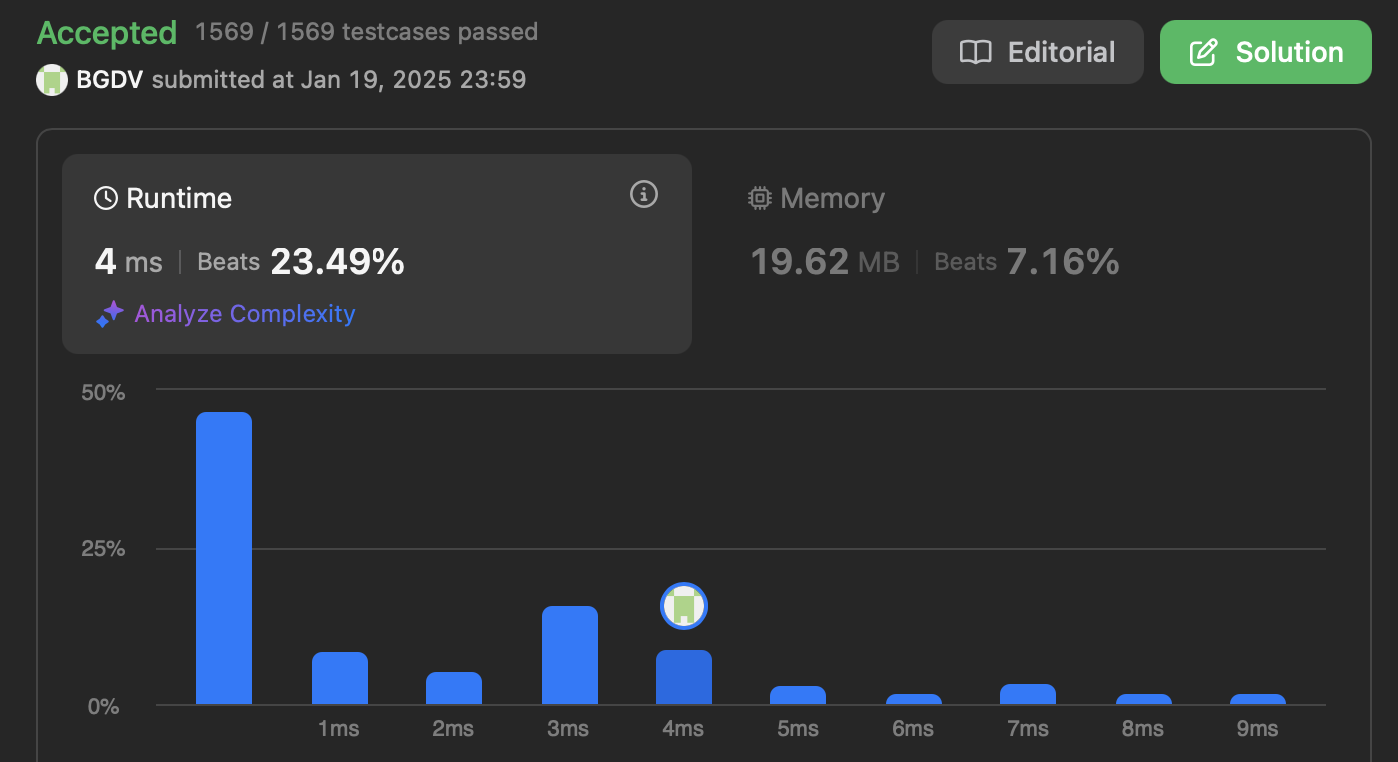 Accepted 1569 / 1569 testcases passed
BGDV submitted at Jan 19, 2025 23:59
Editorial
Solution
Runtime
4 ms | Beats 23.49%
Analyze Complexity
Memory
19.62 MB | Beats 7.16%
50%
25%
0%
1ms 2ms 3ms 4ms 5ms 6ms 7ms 8ms 9ms